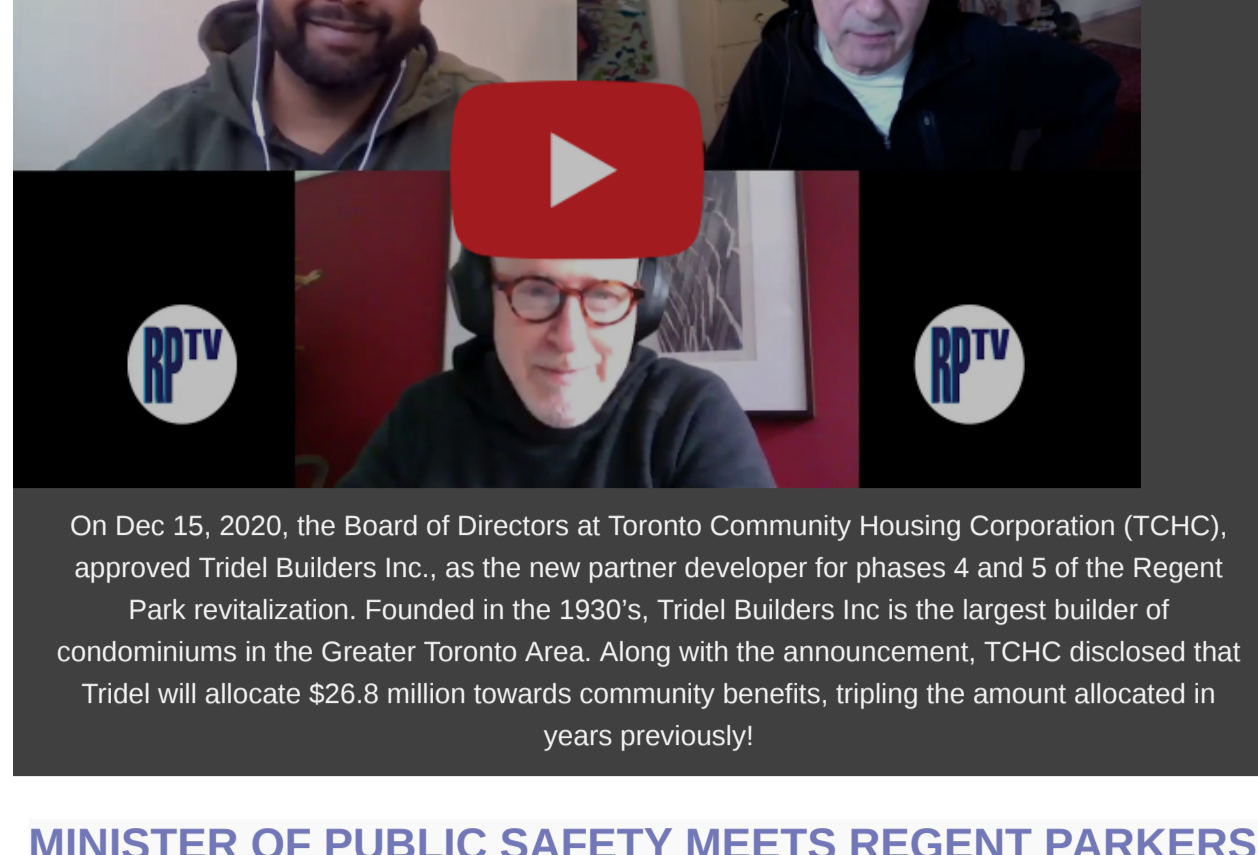 RPTV
RPTV
On Dec 15, 2020, the Board of Directors at Toronto Community Housing Corporation (TCHC),
approved Tridel Builders Inc., as the new partner developer for phases 4 and 5 of the Regent
Park revitalization. Founded in the 1930’s, Tridel Builders Inc is the largest builder of
condominiums in the Greater Toronto Area. Along with the announcement, TCHC disclosed that
Tridel will allocate $26.8 million towards community benefits, tripling the amount allocated in
years previously!
MINISTER OF PUBLIC SAFETY MEETS REGENT PARKERS